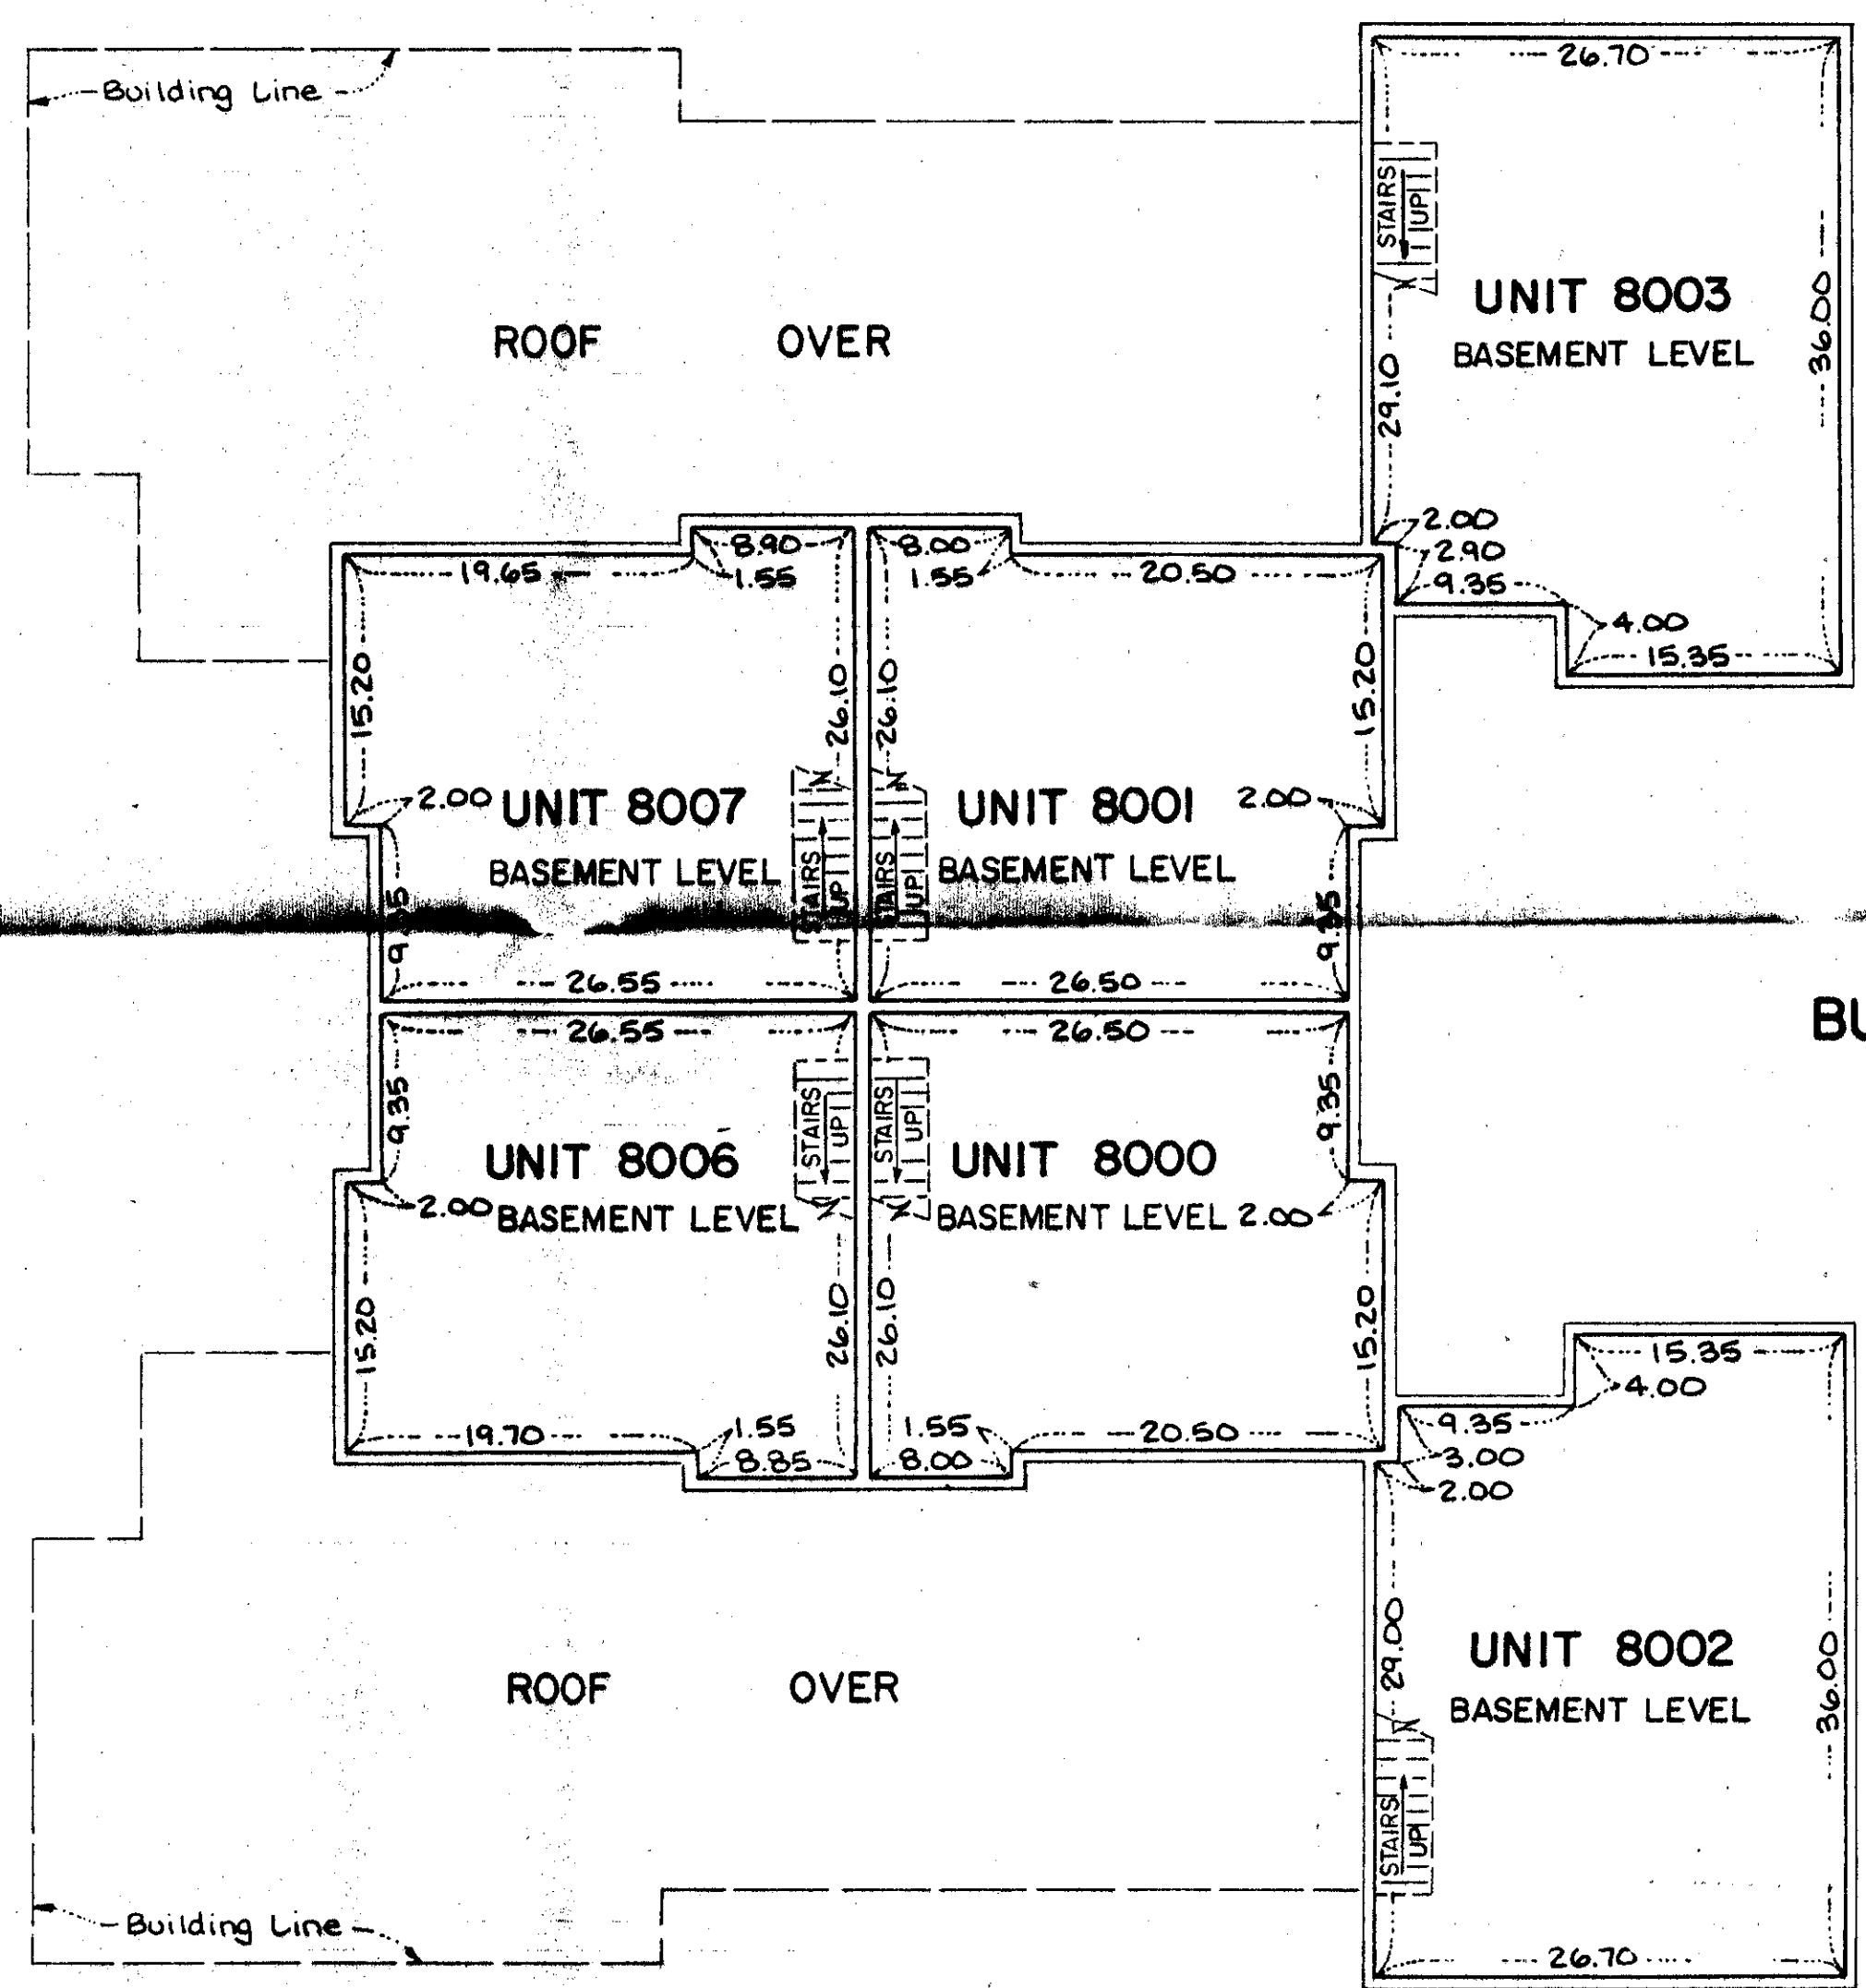 26.70
Building Line
STAIRS
UP
UNIT 8003
BASEMENT LEVEL
36.00
29.10
ROOF OVER
2.00
2.90
9.35
4.00
15.35
8.90
1.55
19.65
8.00
1.55
20.50
15.20
26.10
26.10
15.20
2.00
UNIT 8007
BASEMENT LEVEL
STAIRS
UP
STAIRS
UP
UNIT 8001
BASEMENT LEVEL
2.00
9.35
9.35
26.55
26.50
BU
26.55
26.50
9.35
STAIRS
UP
STAIRS
UP
9.35
UNIT 8006
BASEMENT LEVEL
2.00
UNIT 8000
BASEMENT LEVEL
2.00
15.20
26.10
26.10
15.20
19.70
1.55
8.85
1.55
8.00
20.50
15.35
4.00
9.35
3.00
2.00
29.00
UNIT 8002
BASEMENT LEVEL
36.00
ROOF OVER
STAIRS
UP
Building Line
26.70